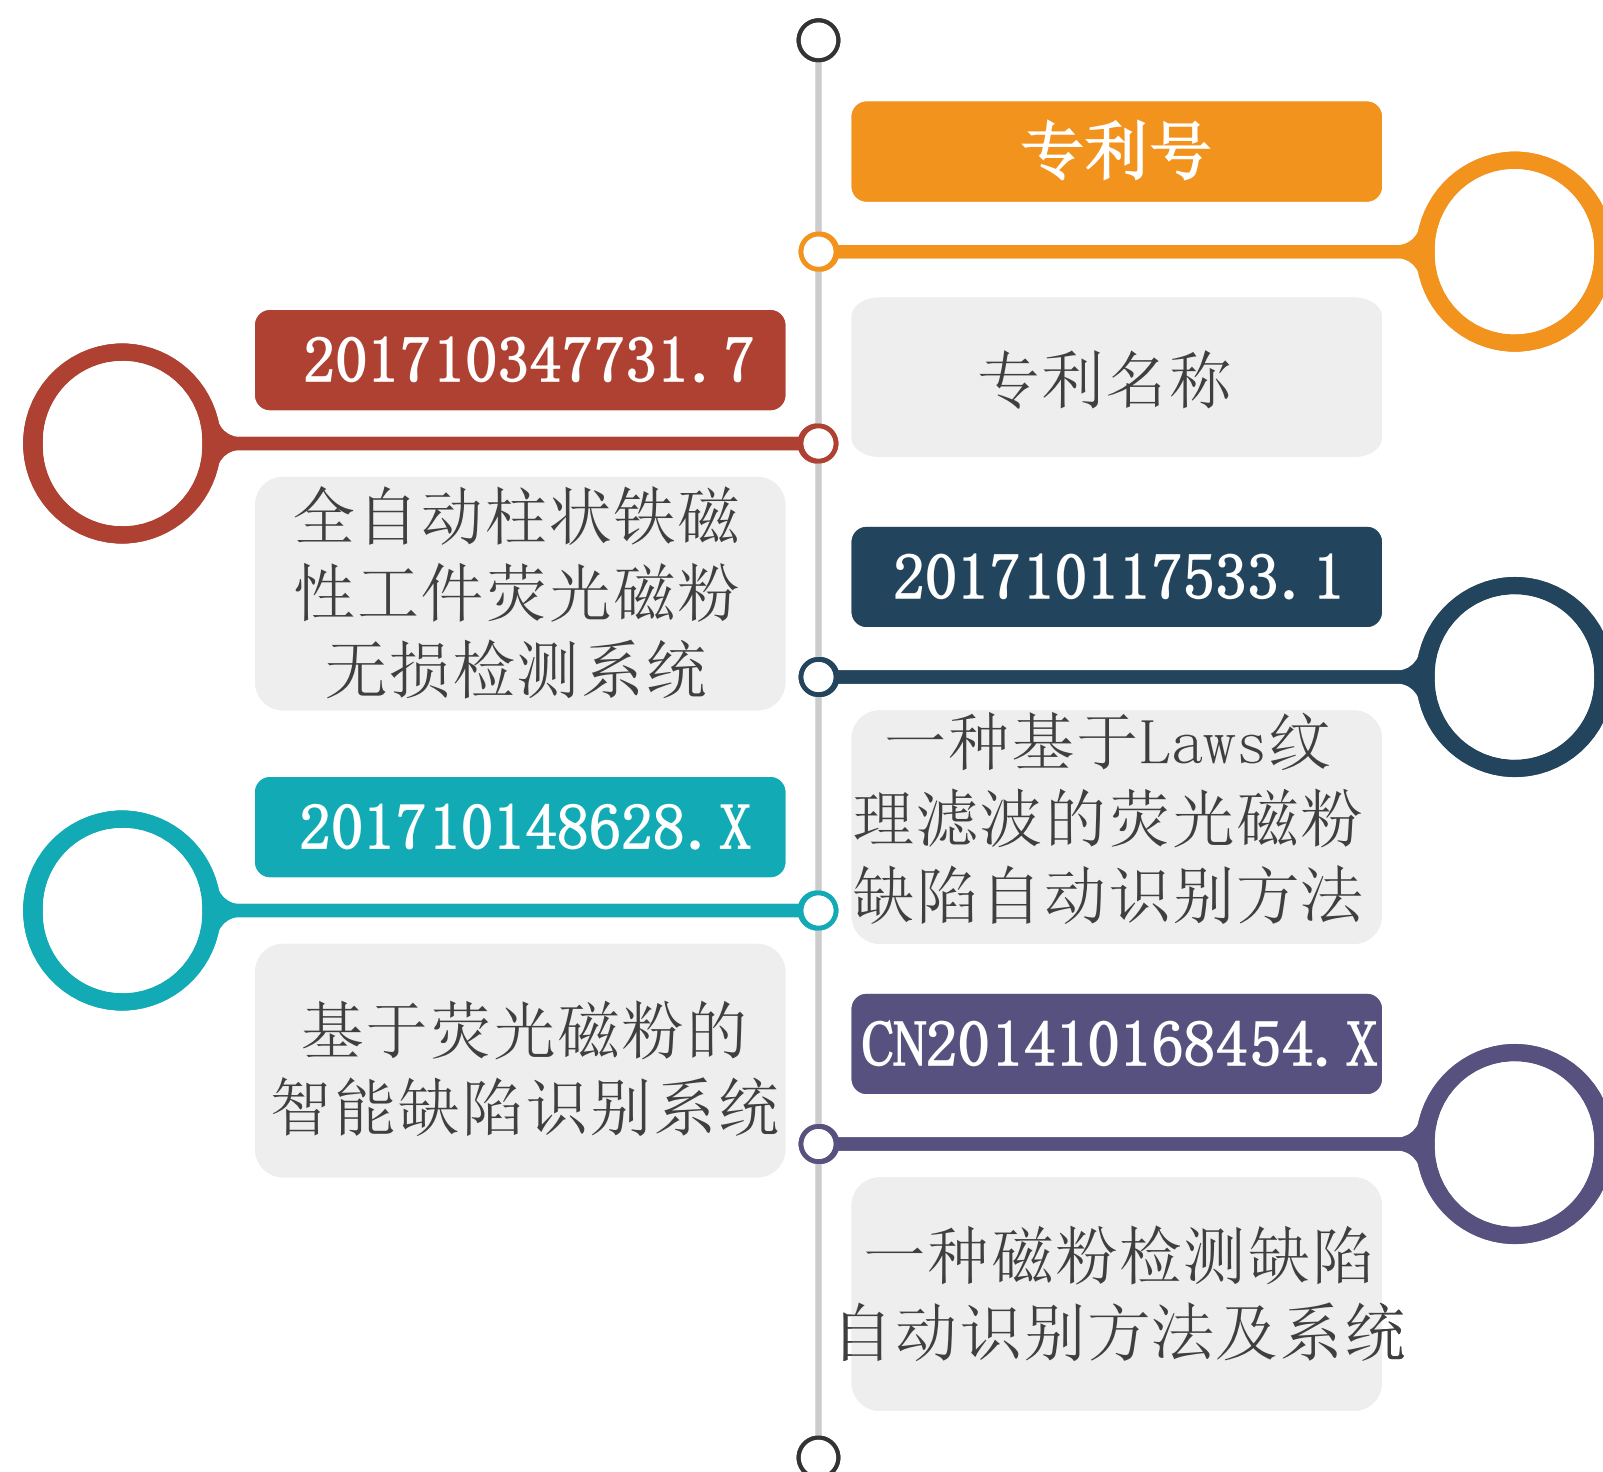 专利号
专利名称
201710347731.7
全自动柱状铁磁
性工件荧光磁粉
无损检测系统
201710117533.1
一种基于Laws纹
理滤波的荧光磁粉
缺陷自动识别方法
201710148628.X
基于荧光磁粉的
智能缺陷识别系统
CN201410168454.X
一种磁粉检测缺陷
自动识别方法及系统